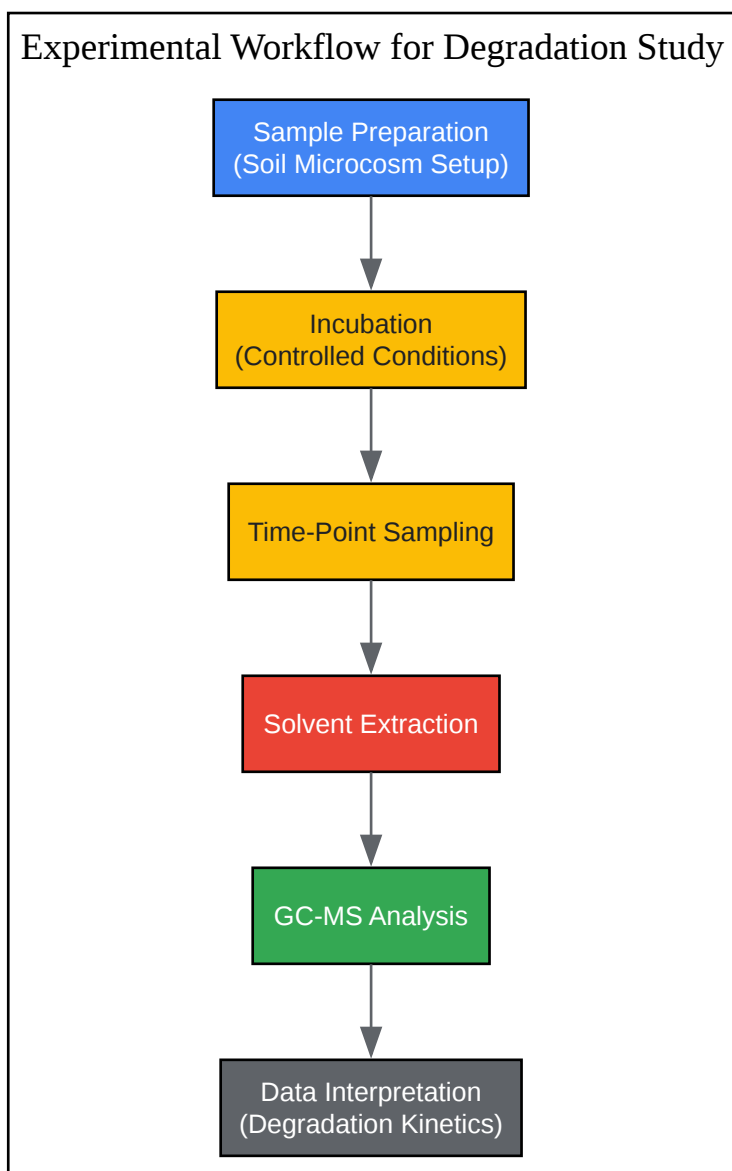 Experimental Workflow for Degradation Study
Sample Preparation
(Soil Microcosm Setup)
Incubation
(Controlled Conditions)
Time-Point Sampling
Solvent Extraction
GC-MS Analysis
Data Interpretation
(Degradation Kinetics)